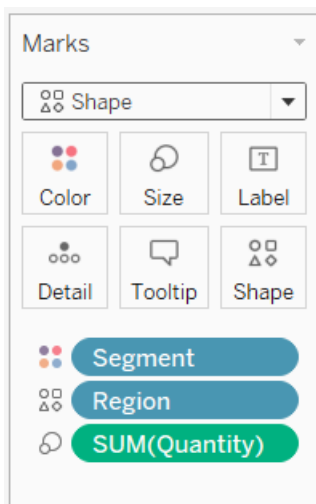 Marks
Shape
Color Size Label
Detail Tooltip Shape
Segment
Region
SUM(Quantity)